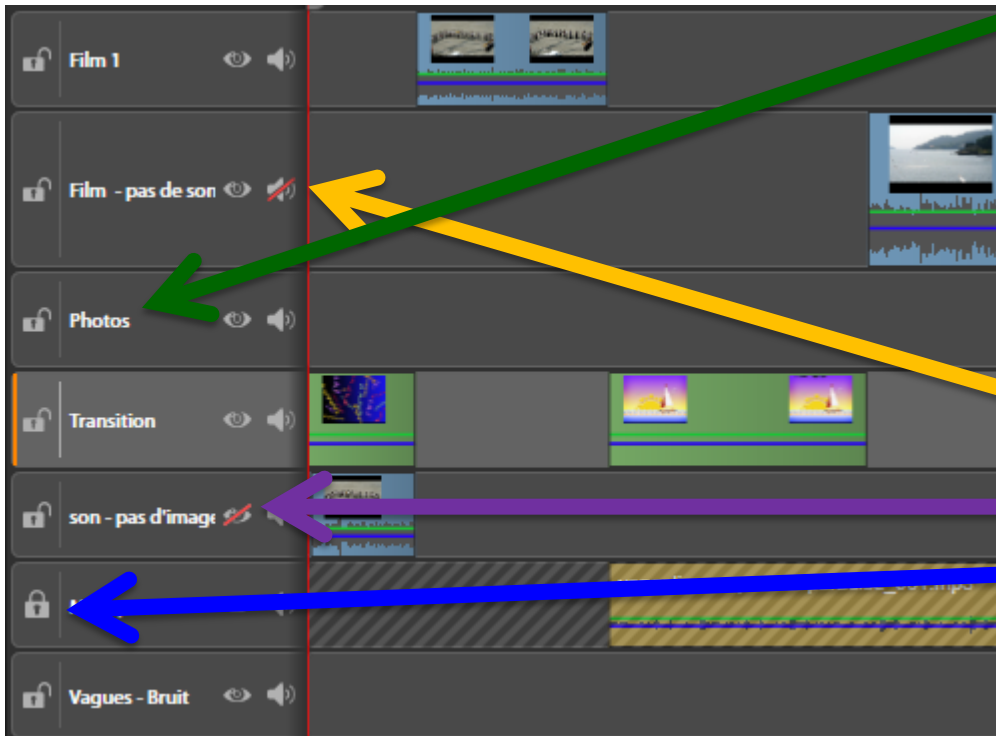 Film 1
Film - pas de son
Photos
Transition
son - pas d'image
Vagues - Bruit